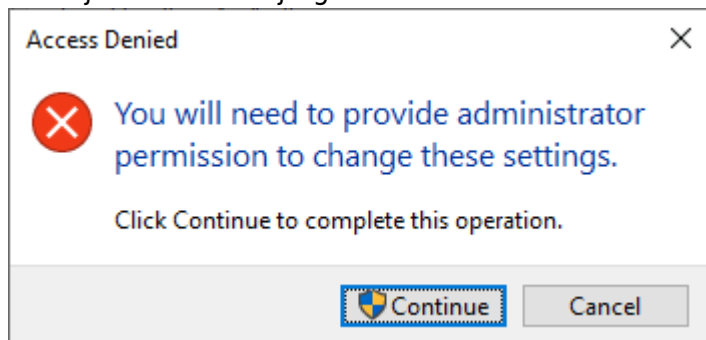 Access Denied
You will need to provide administrator
permission to change these settings.
Click Continue to complete this operation.
Continue
Cancel